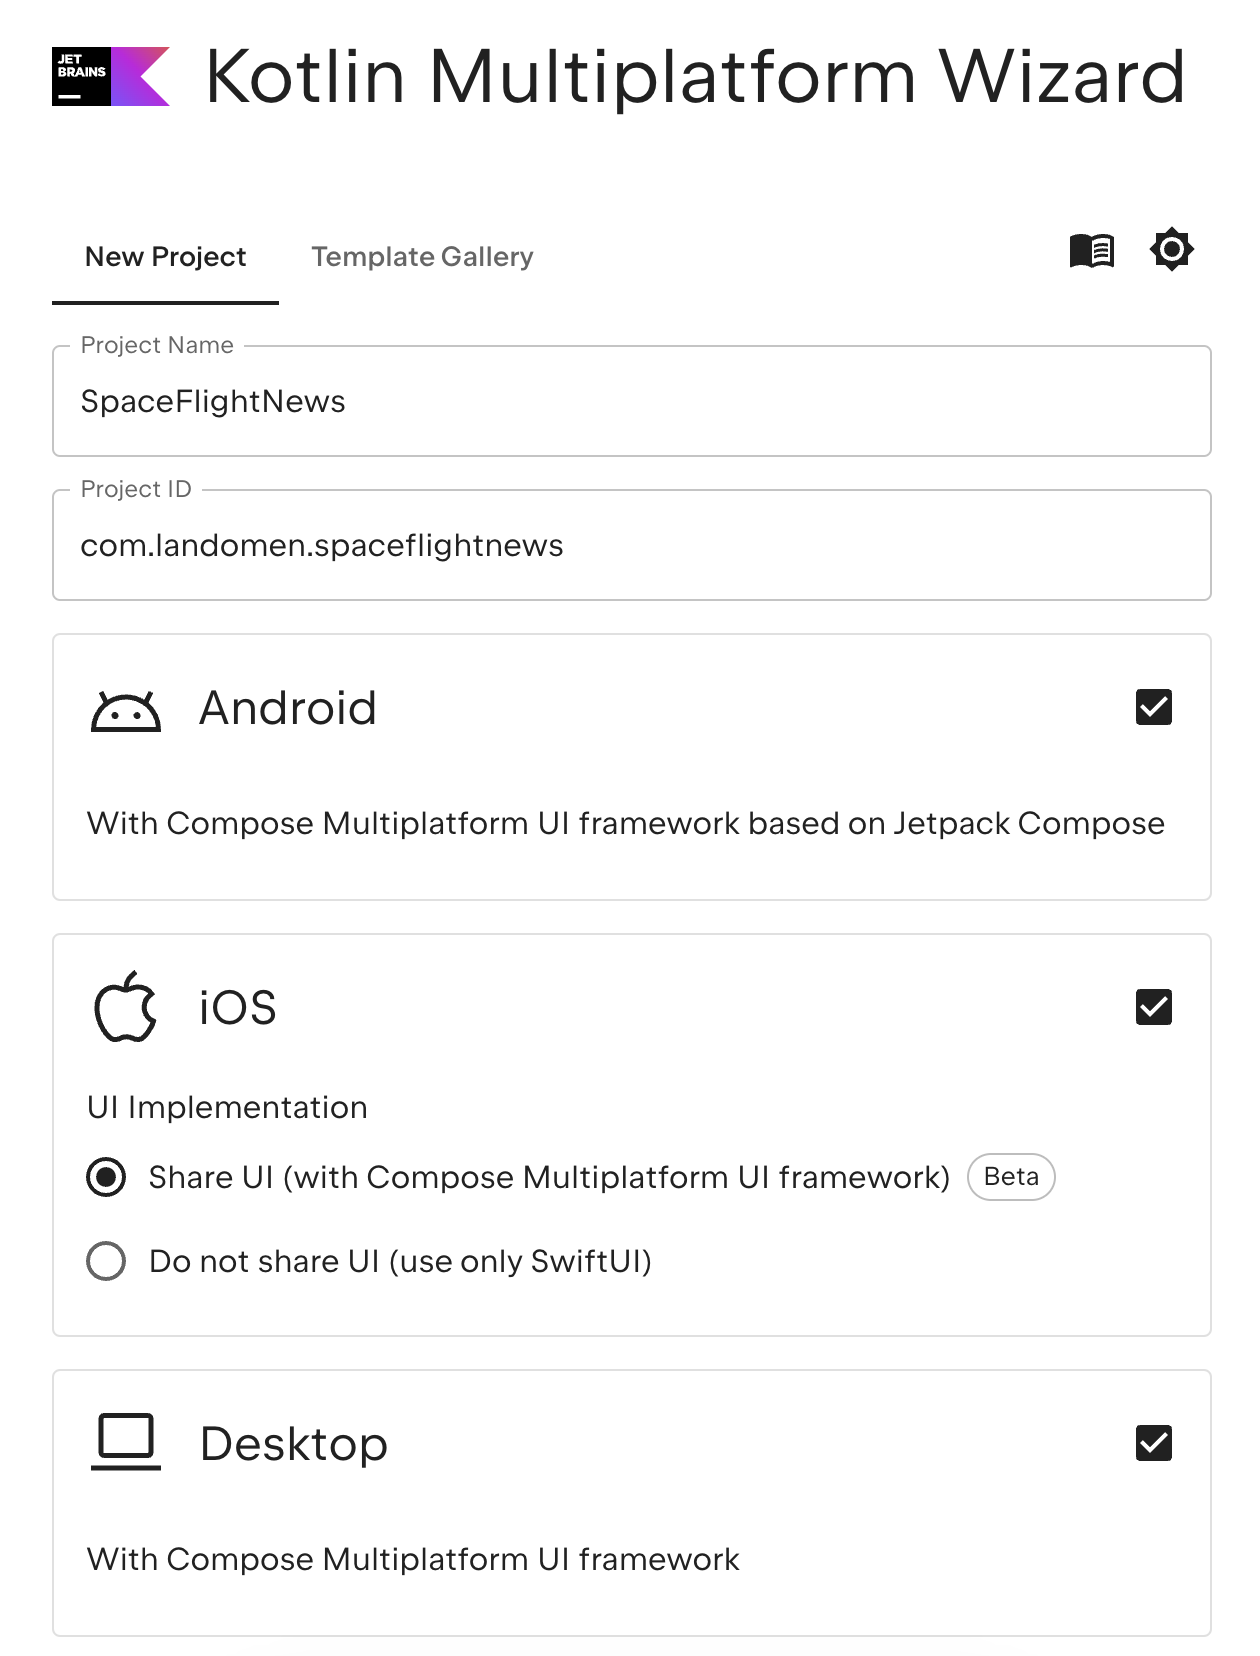 JET
BRAINS
Kotlin Multiplatform Wizard
New Project
Template Gallery
Project Name
SpaceFlightNews
Project ID
com.landomen.spaceflightnews
Android
With Compose Multiplatform UI framework based on Jetpack Compose
iOS
UI Implementation
Share UI (with Compose Multiplatform UI framework) Beta
Do not share UI (use only SwiftUI)
Desktop
With Compose Multiplatform UI framework